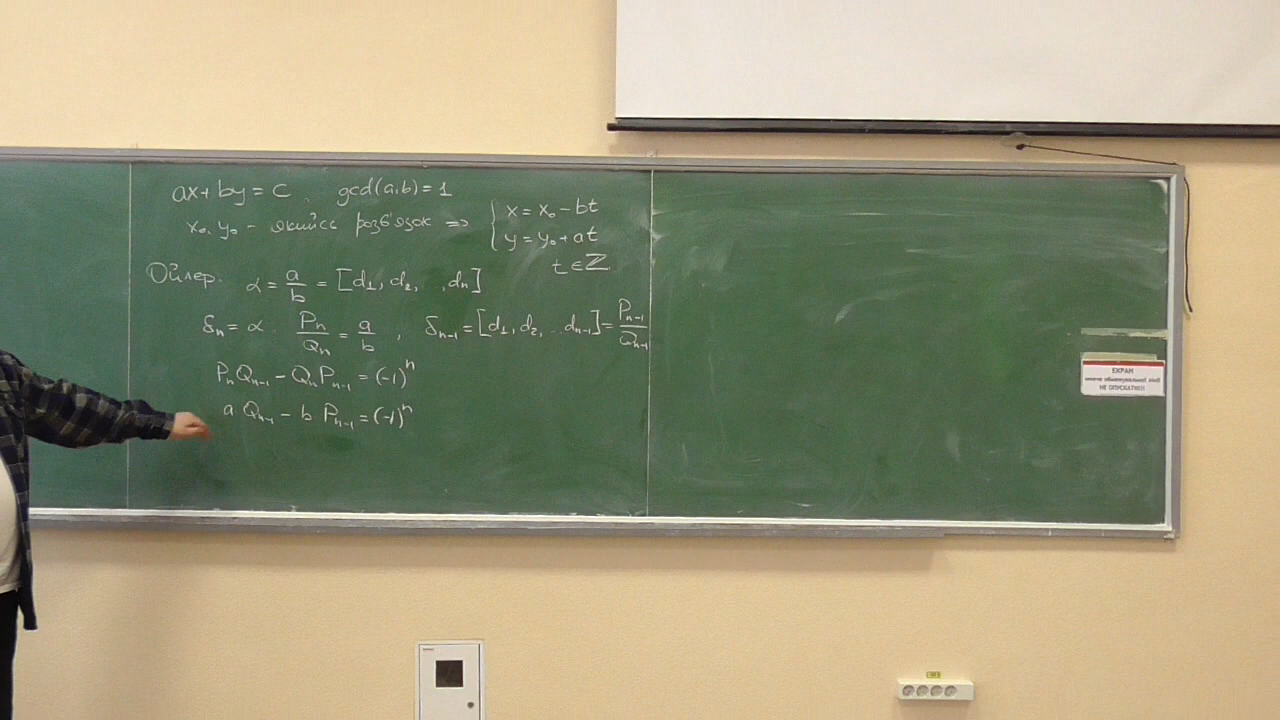 ax + by = c, gcd(a,b) = 1
x₀, y₀ - якийсь розв'язок ⇒ { x = x₀ - bt
y = y₀ + at
t ∈ ℤ.
Ойлер. α = a/b = [d₁, d₂, ..., dₙ]
δₙ = α. Pₙ/Qₙ = a/b, δₙ₋₁ = [d₁, d₂, ... dₙ₋₁] = Pₙ₋₁/Qₙ₋₁
PₙQₙ₋₁ - QₙPₙ₋₁ = (-1)ⁿ
a Qₙ₋₁ - b Pₙ₋₁ = (-1)ⁿ
ЕКРАН
НЕ ОПУСКАТИ!!!